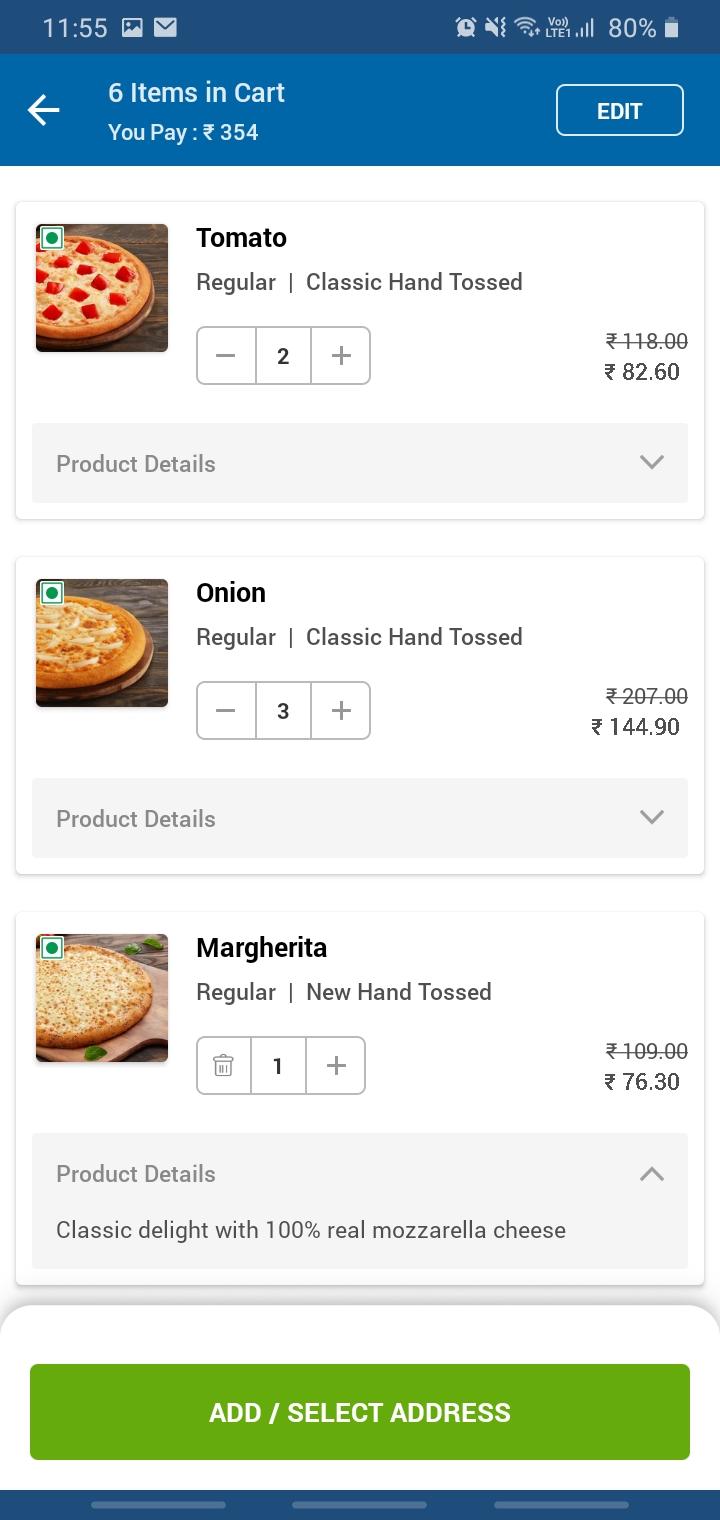 11:55
Vo))
LTE1
80%
6 Items in Cart
You Pay : ₹ 354
EDIT
Tomato
Regular | Classic Hand Tossed
2
₹ 118.00
₹ 82.60
Product Details
Onion
Regular | Classic Hand Tossed
3
₹ 207.00
₹ 144.90
Product Details
Margherita
Regular | New Hand Tossed
1
₹ 109.00
₹ 76.30
Product Details
Classic delight with 100% real mozzarella cheese
ADD / SELECT ADDRESS